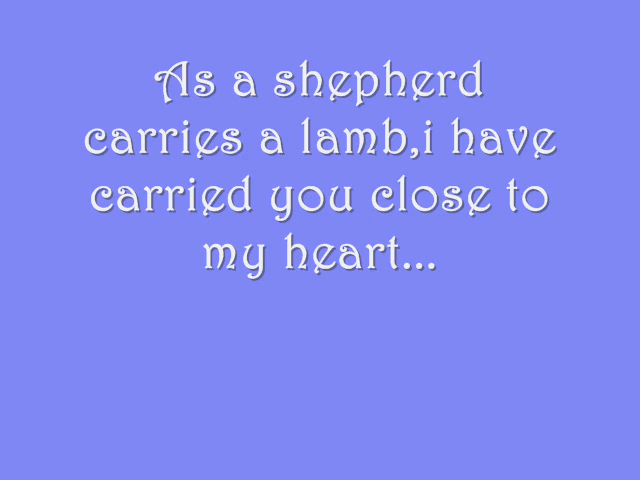 As a shepherd
carries a lamb,i have
carried you close to
my heart...